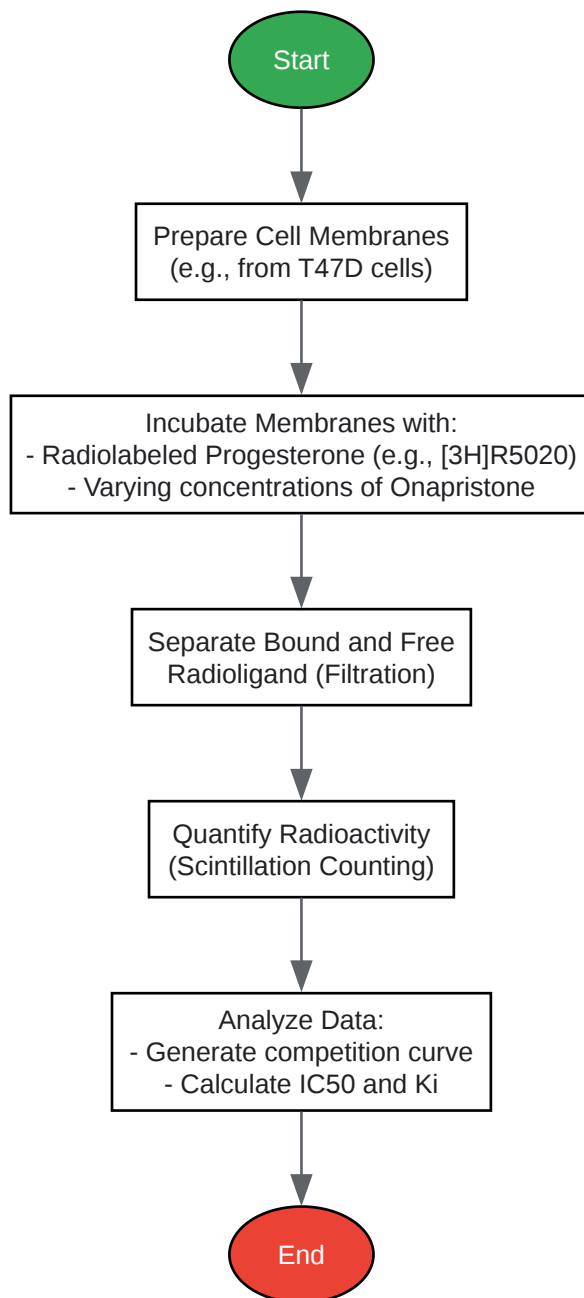 Start
Prepare Cell Membranes
(e.g., from T47D cells)
Incubate Membranes with:
- Radiolabeled Progesterone (e.g., [3H]R5020)
- Varying concentrations of Onapristone
Separate Bound and Free
Radioligand (Filtration)
Quantify Radioactivity
(Scintillation Counting)
Analyze Data:
- Generate competition curve
- Calculate IC50 and Ki
End